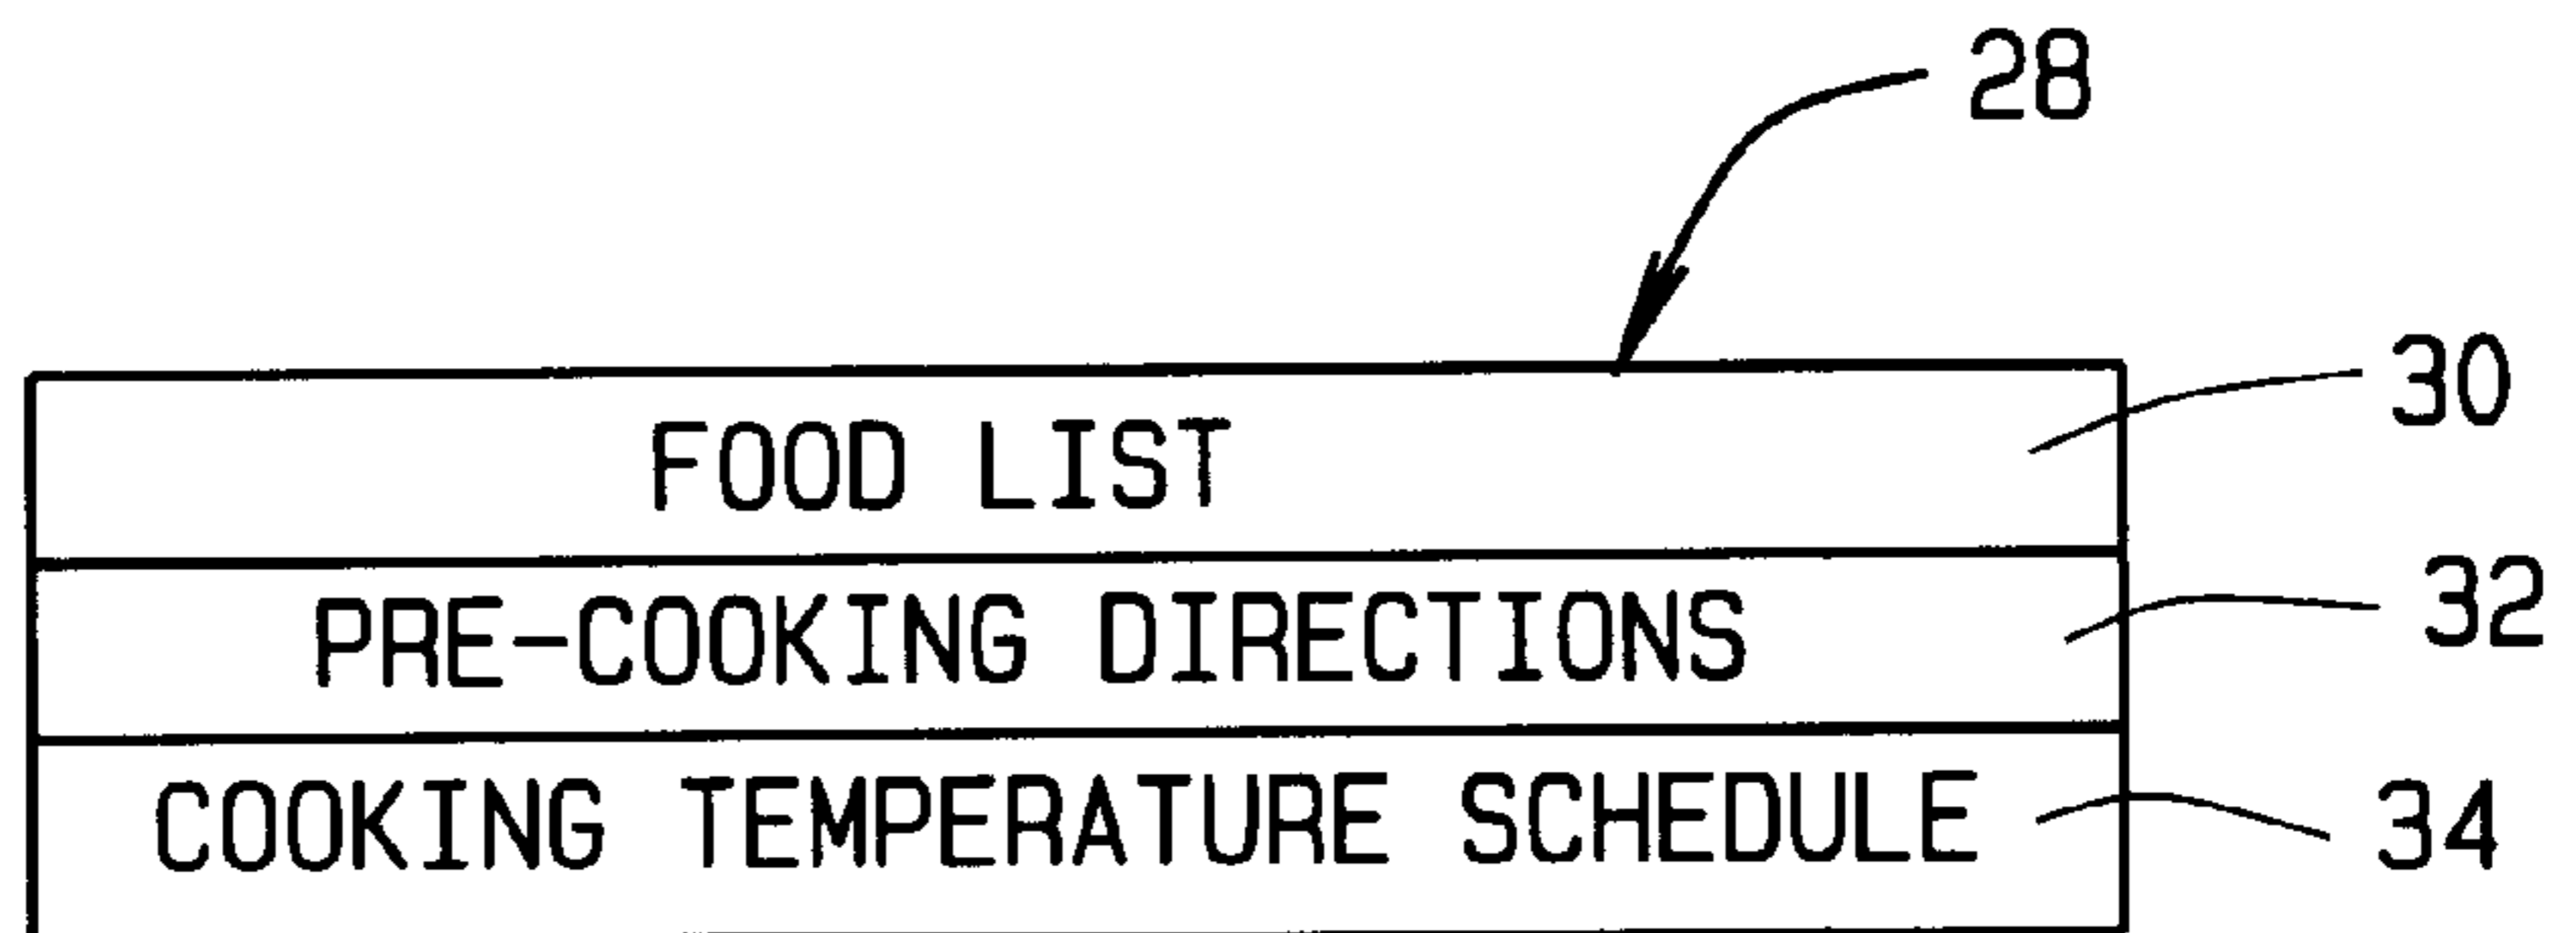 28
FOOD LIST 30
PRE-COOKING DIRECTIONS 32
COOKING TEMPERATURE SCHEDULE 34